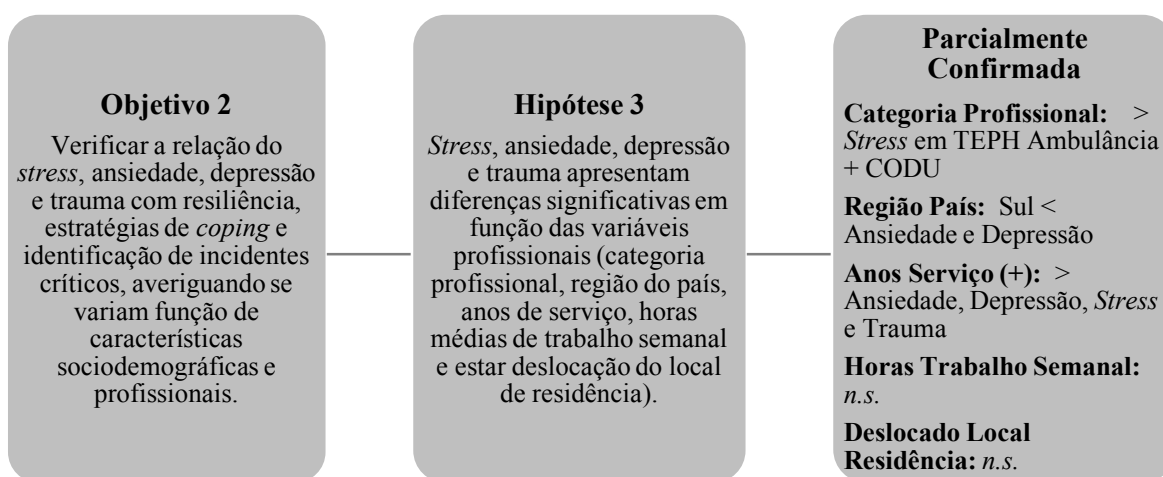 Objetivo 2
Verificar a relação do
stress, ansiedade, depressão
e trauma com resiliência,
estratégias de coping e
identificação de incidentes
críticos, averiguando se
variam função de
características
sociodemográficas e
profissionais.
Hipótese 3
Stress, ansiedade, depressão
e trauma apresentam
diferenças significativas em
função das variáveis
profissionais (categoria
profissional, região do país,
anos de serviço, horas
médias de trabalho semanal
e estar deslocação do local
de residência).
Parcialmente
Confirmada
Categoria Profissional: >
Stress em TEPH Ambulância
+ CODU
Região País: Sul <
Ansiedade e Depressão
Anos Serviço (+): >
Ansiedade, Depressão, Stress
e Trauma
Horas Trabalho Semanal:
n.s.
Deslocado Local
Residência: n.s.